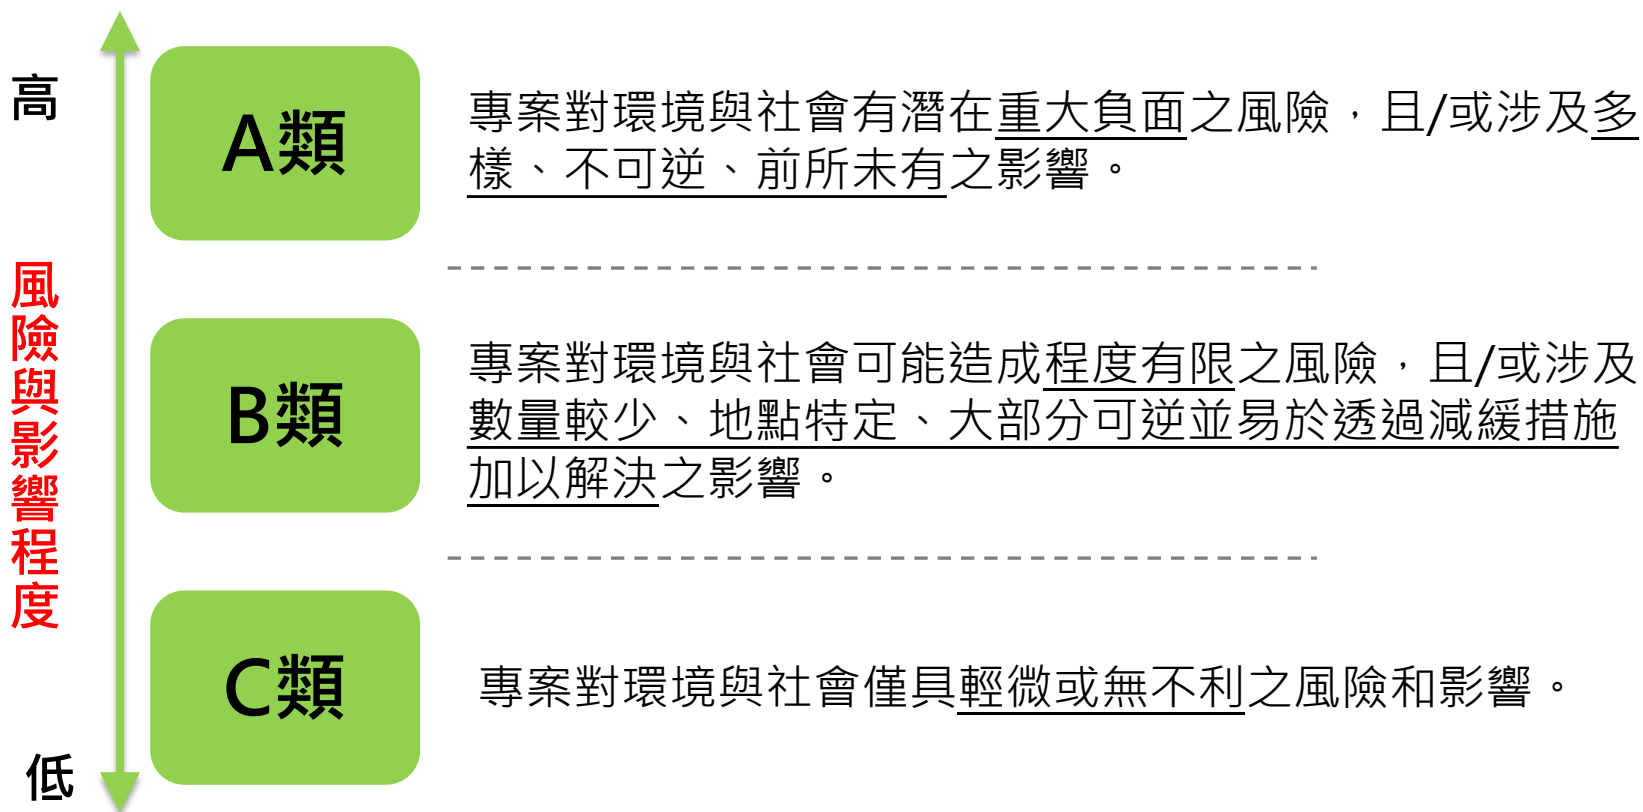 高
A類
專案對環境與社會有潛在重大負面之風險，且/或涉及多
樣、不可逆、前所未有之影響。
風險與影響程度
B類
專案對環境與社會可能造成程度有限之風險，且/或涉及
數量較少、地點特定、大部分可逆並易於透過減緩措施
加以解決之影響。
C類
專案對環境與社會僅具輕微或無不利之風險和影響。
低